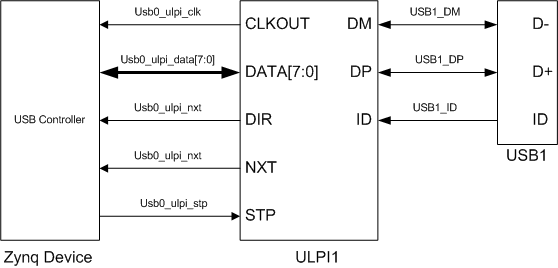 Usb0_ulpi_clk CLKOUT DM USB1_DM D-
Usb0_ulpi_data[7:0] DATA[7:0] DP USB1_DP D+
USB Controller Usb0_ulpi_nxt DIR ID USB1_ID ID
USB1
Usb0_ulpi_nxt NXT
Usb0_ulpi_stp STP
Zynq Device ULPI1